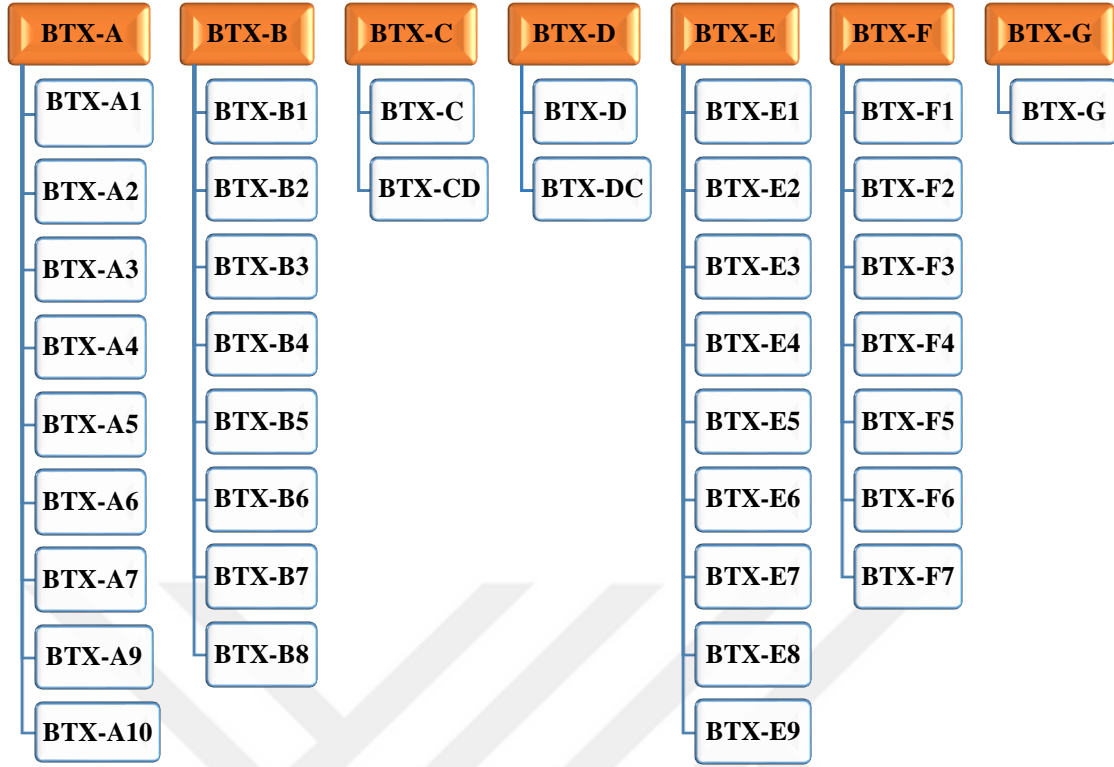 BTX-A
BTX-A1
BTX-A2
BTX-A3
BTX-A4
BTX-A5
BTX-A6
BTX-A7
BTX-A9
BTX-A10
BTX-B
BTX-B1
BTX-B2
BTX-B3
BTX-B4
BTX-B5
BTX-B6
BTX-B7
BTX-B8
BTX-C
BTX-C
BTX-CD
BTX-D
BTX-D
BTX-DC
BTX-E
BTX-E1
BTX-E2
BTX-E3
BTX-E4
BTX-E5
BTX-E6
BTX-E7
BTX-E8
BTX-E9
BTX-F
BTX-F1
BTX-F2
BTX-F3
BTX-F4
BTX-F5
BTX-F6
BTX-F7
BTX-G
BTX-G